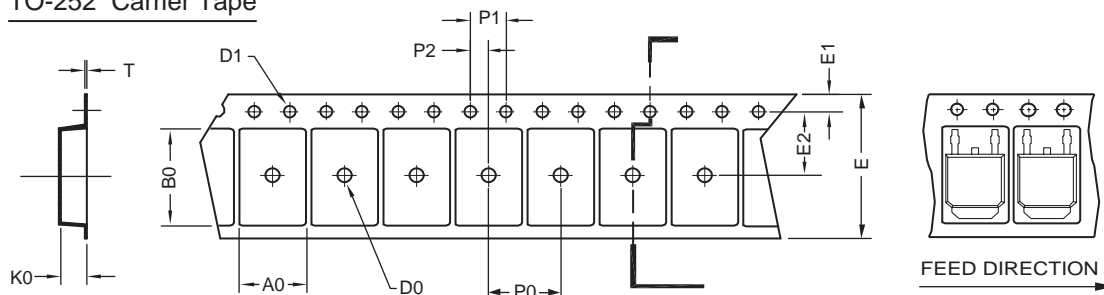 TO-252 Carrier Tape
P1
P2
D1
E1
T
E2
E
B0
K0
A0
D0
P0
FEED DIRECTION